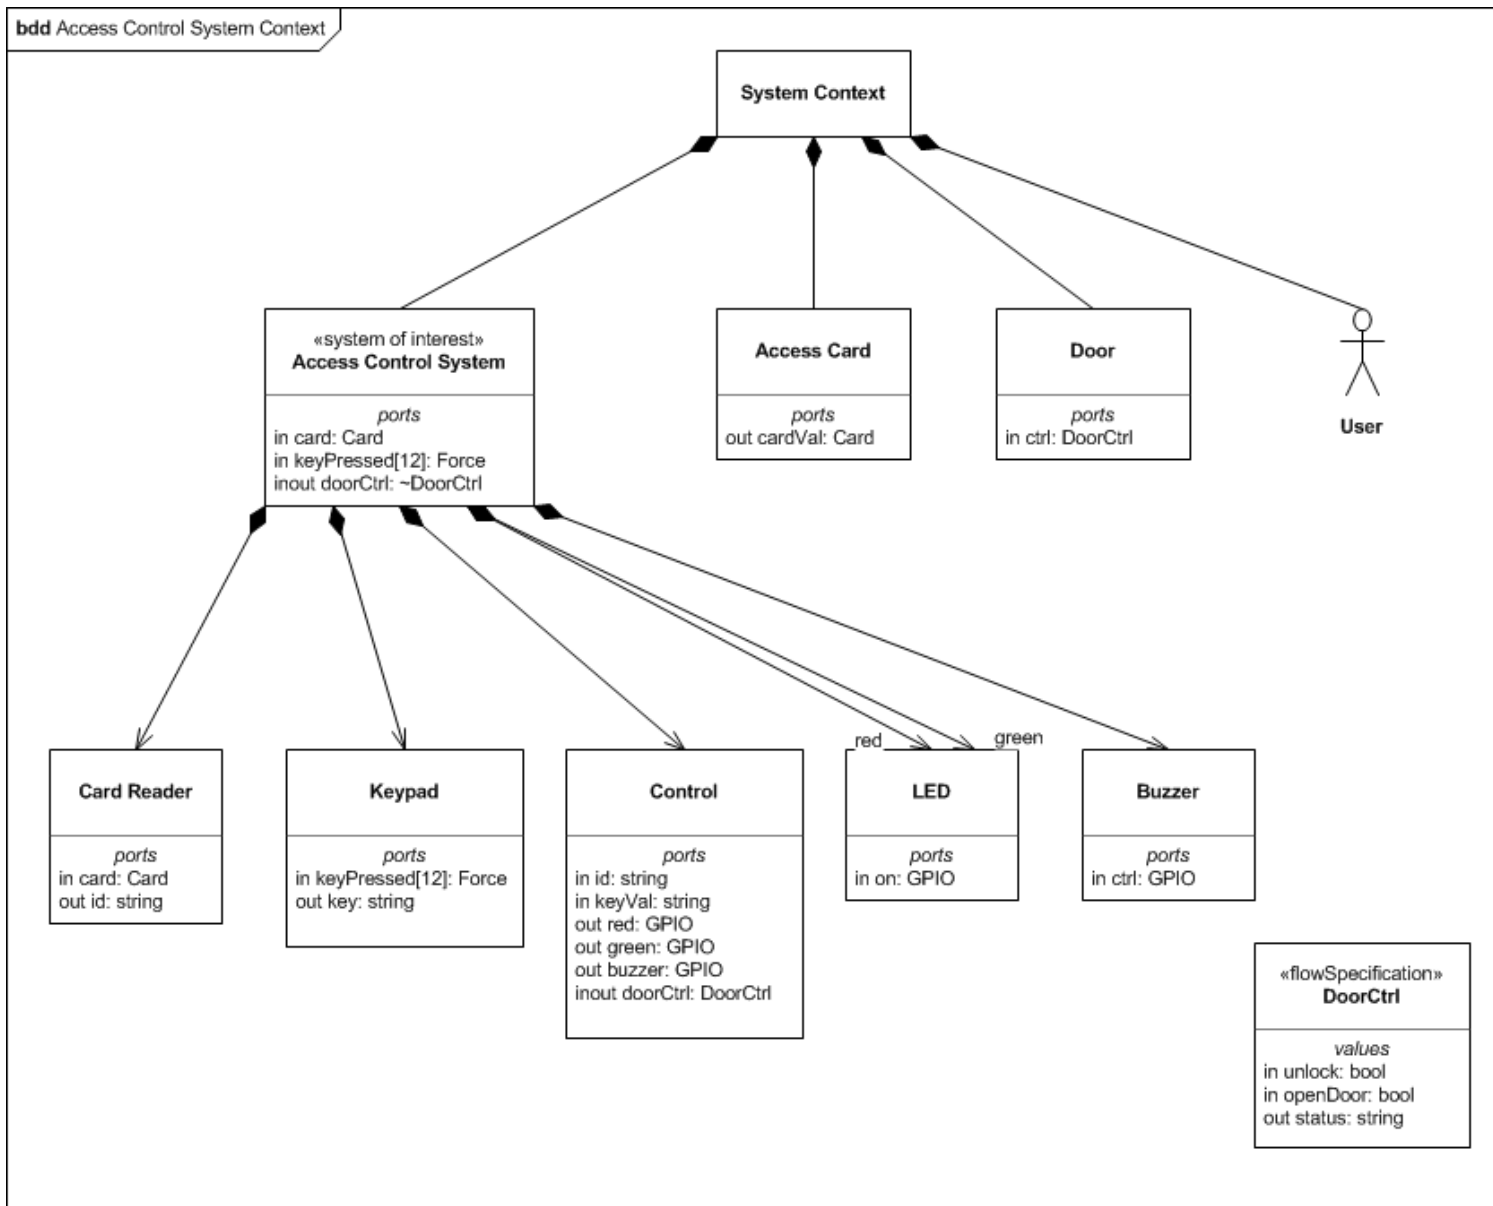 bdd Access Control System Context
System Context
«system of interest»
Access Control System
ports
in card: Card
in keyPressed[12]: Force
inout doorCtrl: ~DoorCtrl
Access Card
ports
out cardVal: Card
Door
ports
in ctrl: DoorCtrl
User
red
green
Card Reader
ports
in card: Card
out id: string
Keypad
ports
in keyPressed[12]: Force
out key: string
Control
ports
in id: string
in keyVal: string
out red: GPIO
out green: GPIO
out buzzer: GPIO
inout doorCtrl: DoorCtrl
LED
ports
in on: GPIO
Buzzer
ports
in ctrl: GPIO
«flowSpecification»
DoorCtrl
values
in unlock: bool
in openDoor: bool
out status: string